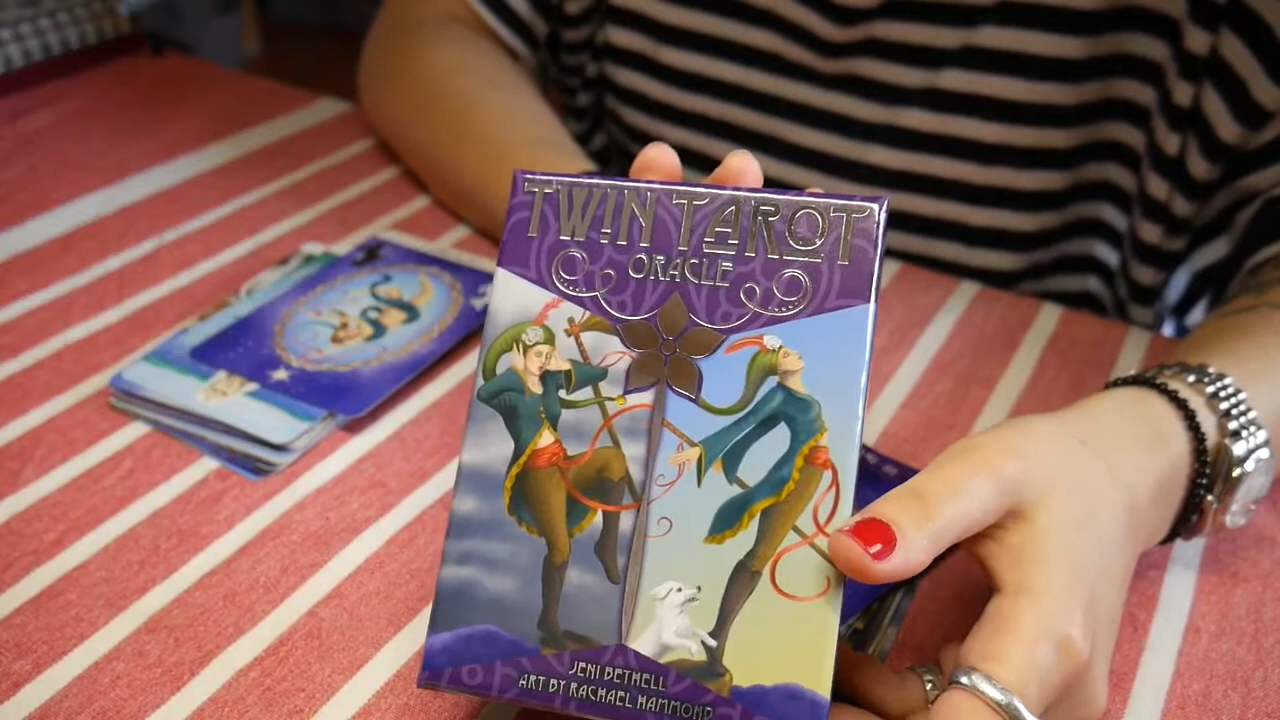 TWIN TAROT
ORACLE
JENI BETHELL
ART BY RACHAEL HAMMOND